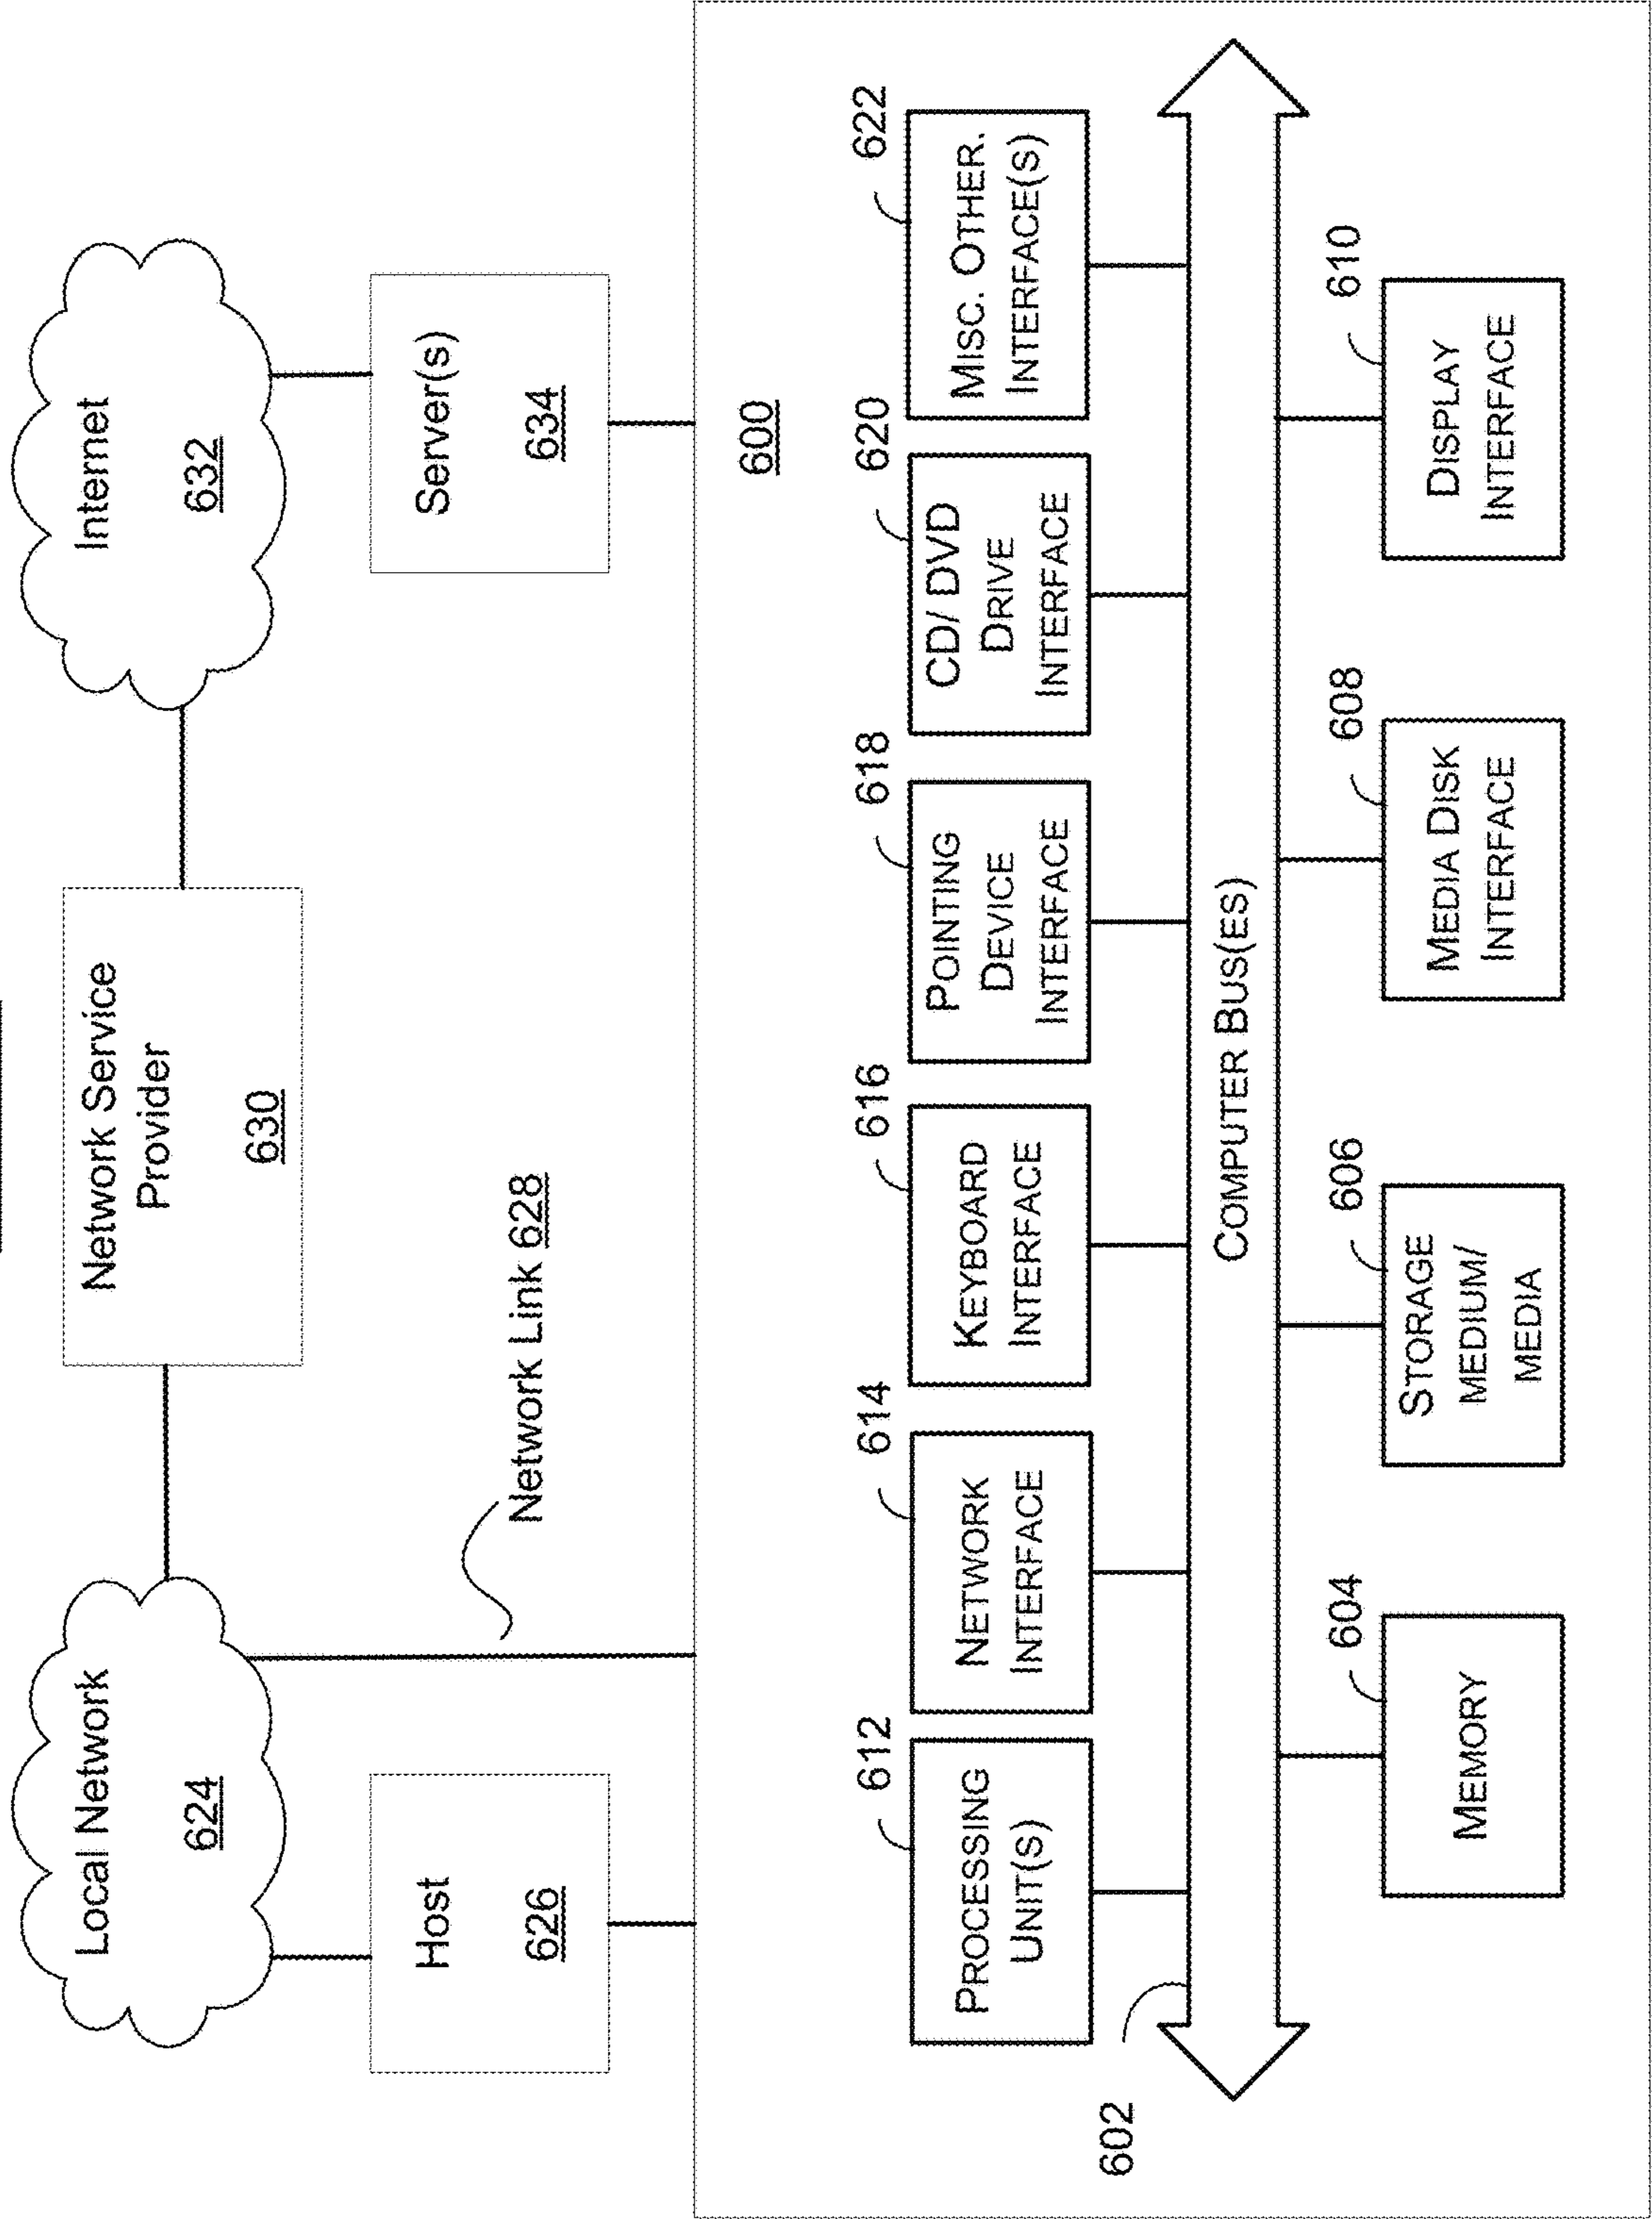 Local Network
624
Network Service
Provider
630
Internet
632
Host
626
Network Link 628
Server(s)
634
600
612
PROCESSING
UNIT(S)
614
NETWORK
INTERFACE
616
KEYBOARD
INTERFACE
618
POINTING
DEVICE
INTERFACE
620
CD/ DVD
DRIVE
INTERFACE
622
MISC. OTHER.
INTERFACE(S)
602
COMPUTER BUS(ES)
604
MEMORY
606
STORAGE
MEDIUM/
MEDIA
608
MEDIA DISK
INTERFACE
610
DISPLAY
INTERFACE